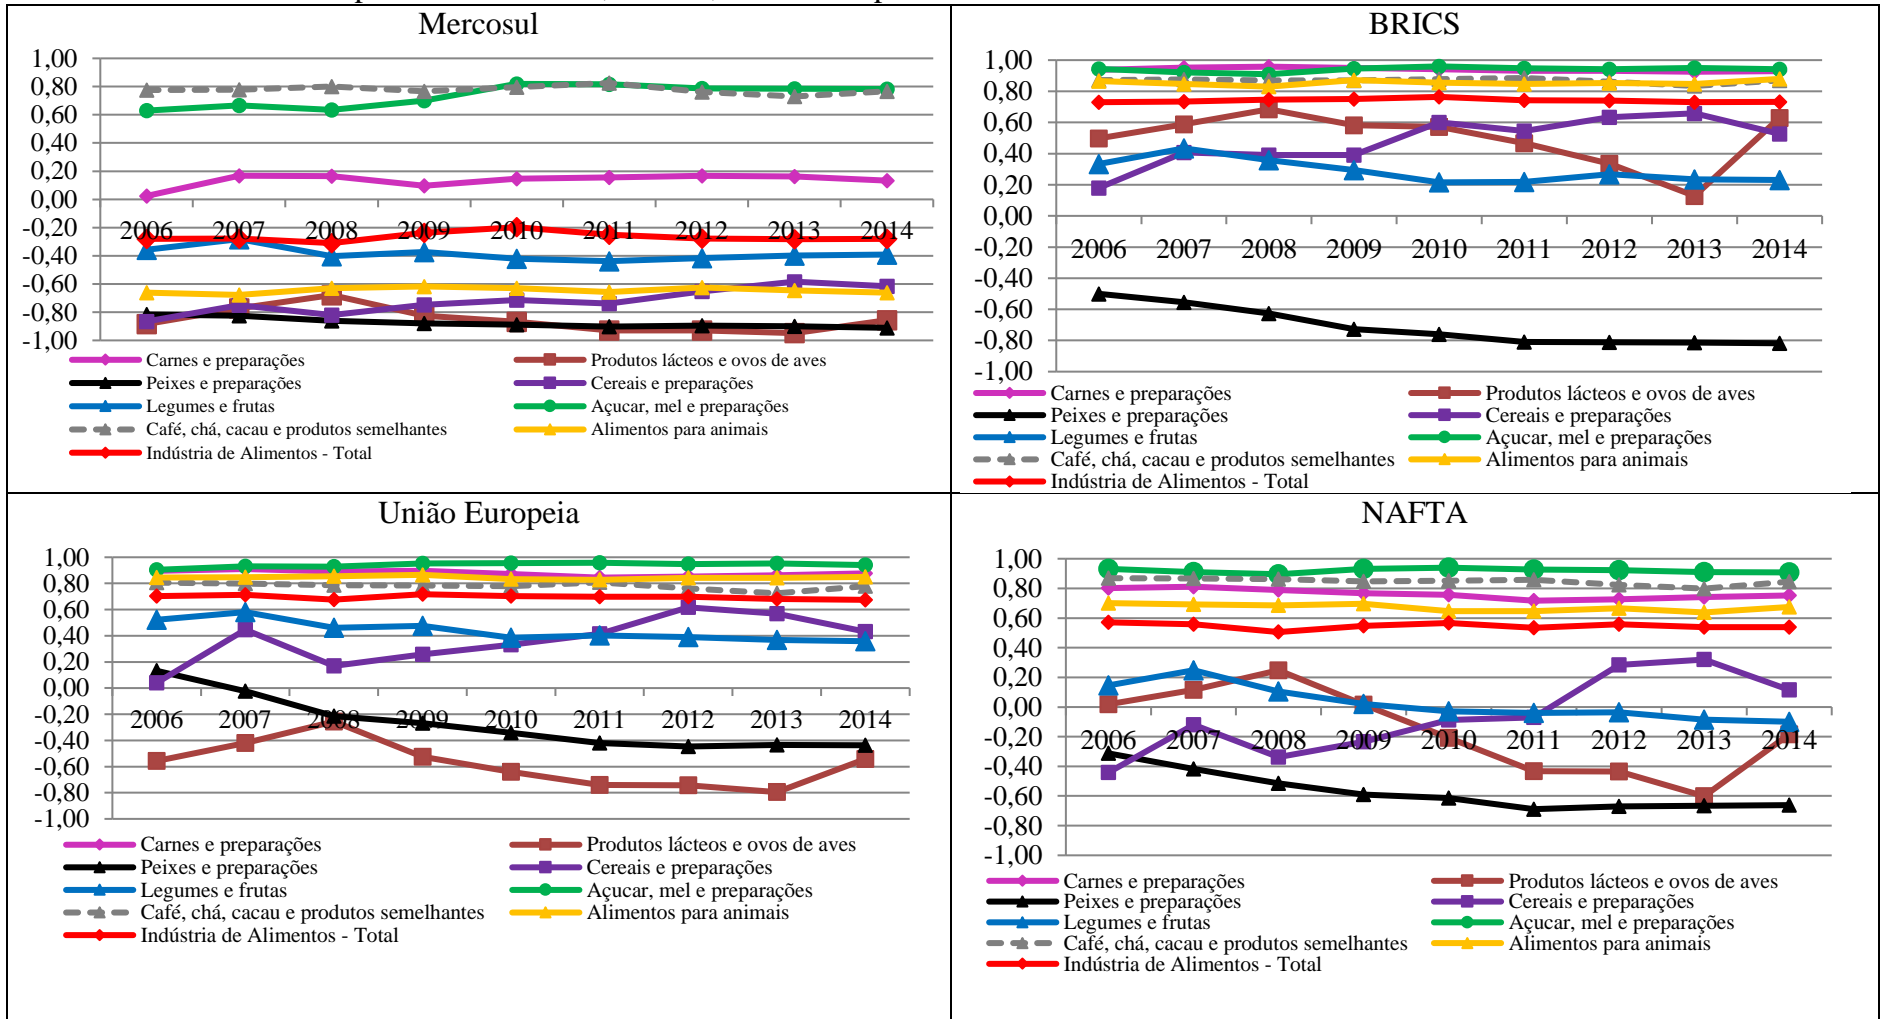 Mercosul
1,00
0,80
0,60
0,40
0,20
0,00
-0,20
-0,40
-0,60
-0,80
-1,00
2006 2007 2008 2009 2010 2011 2012 2013 2014
Carnes e preparações Produtos lácteos e ovos de aves
Peixes e preparações Cereais e preparações
Legumes e frutas Açucar, mel e preparações
Café, chá, cacau e produtos semelhantes Alimentos para animais
Indústria de Alimentos - Total
BRICS
1,00
0,80
0,60
0,40
0,20
0,00
-0,20
-0,40
-0,60
-0,80
-1,00
2006 2007 2008 2009 2010 2011 2012 2013 2014
Carnes e preparações Produtos lácteos e ovos de aves
Peixes e preparações Cereais e preparações
Legumes e frutas Açucar, mel e preparações
Café, chá, cacau e produtos semelhantes Alimentos para animais
Indústria de Alimentos - Total
União Europeia
1,00
0,80
0,60
0,40
0,20
0,00
-0,20
-0,40
-0,60
-0,80
-1,00
2006 2007 2008 2009 2010 2011 2012 2013 2014
Carnes e preparações Produtos lácteos e ovos de aves
Peixes e preparações Cereais e preparações
Legumes e frutas Açucar, mel e preparações
Café, chá, cacau e produtos semelhantes Alimentos para animais
Indústria de Alimentos - Total
NAFTA
1,00
0,80
0,60
0,40
0,20
0,00
-0,20
-0,40
-0,60
-0,80
-1,00
2006 2007 2008 2009 2010 2011 2012 2013 2014
Carnes e preparações Produtos lácteos e ovos de aves
Peixes e preparações Cereais e preparações
Legumes e frutas Açucar, mel e preparações
Café, chá, cacau e produtos semelhantes Alimentos para animais
Indústria de Alimentos - Total